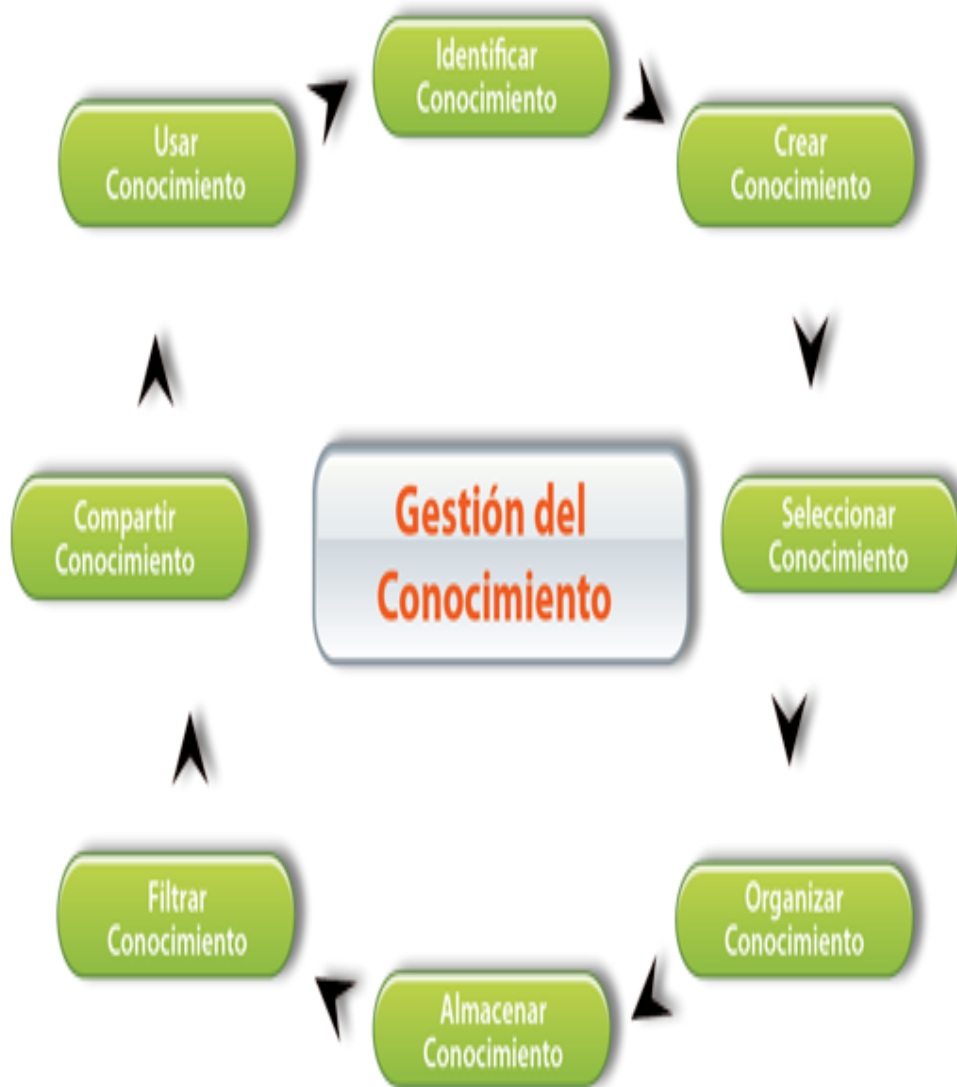 Identificar
Conocimiento
Crear
Conocimiento
Seleccionar
Conocimiento
Organizar
Conocimiento
Almacenar
Conocimiento
Filtrar
Conocimiento
Compartir
Conocimiento
Usar
Conocimiento
Gestión del
Conocimiento